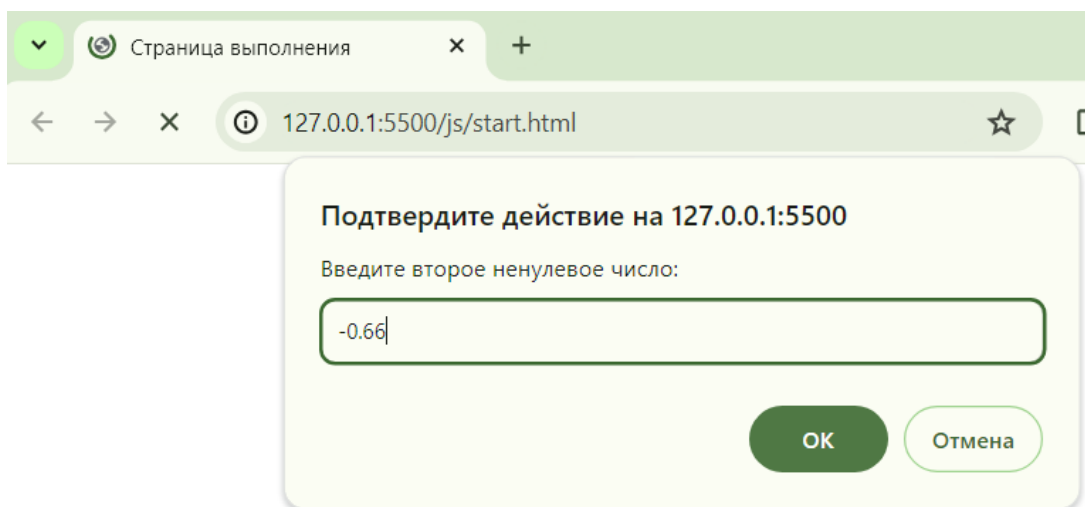 Страница выполнения
127.0.0.1:5500/js/start.html
Подтвердите действие на 127.0.0.1:5500
Введите второе ненулевое число:
-0.66
ОК Отмена